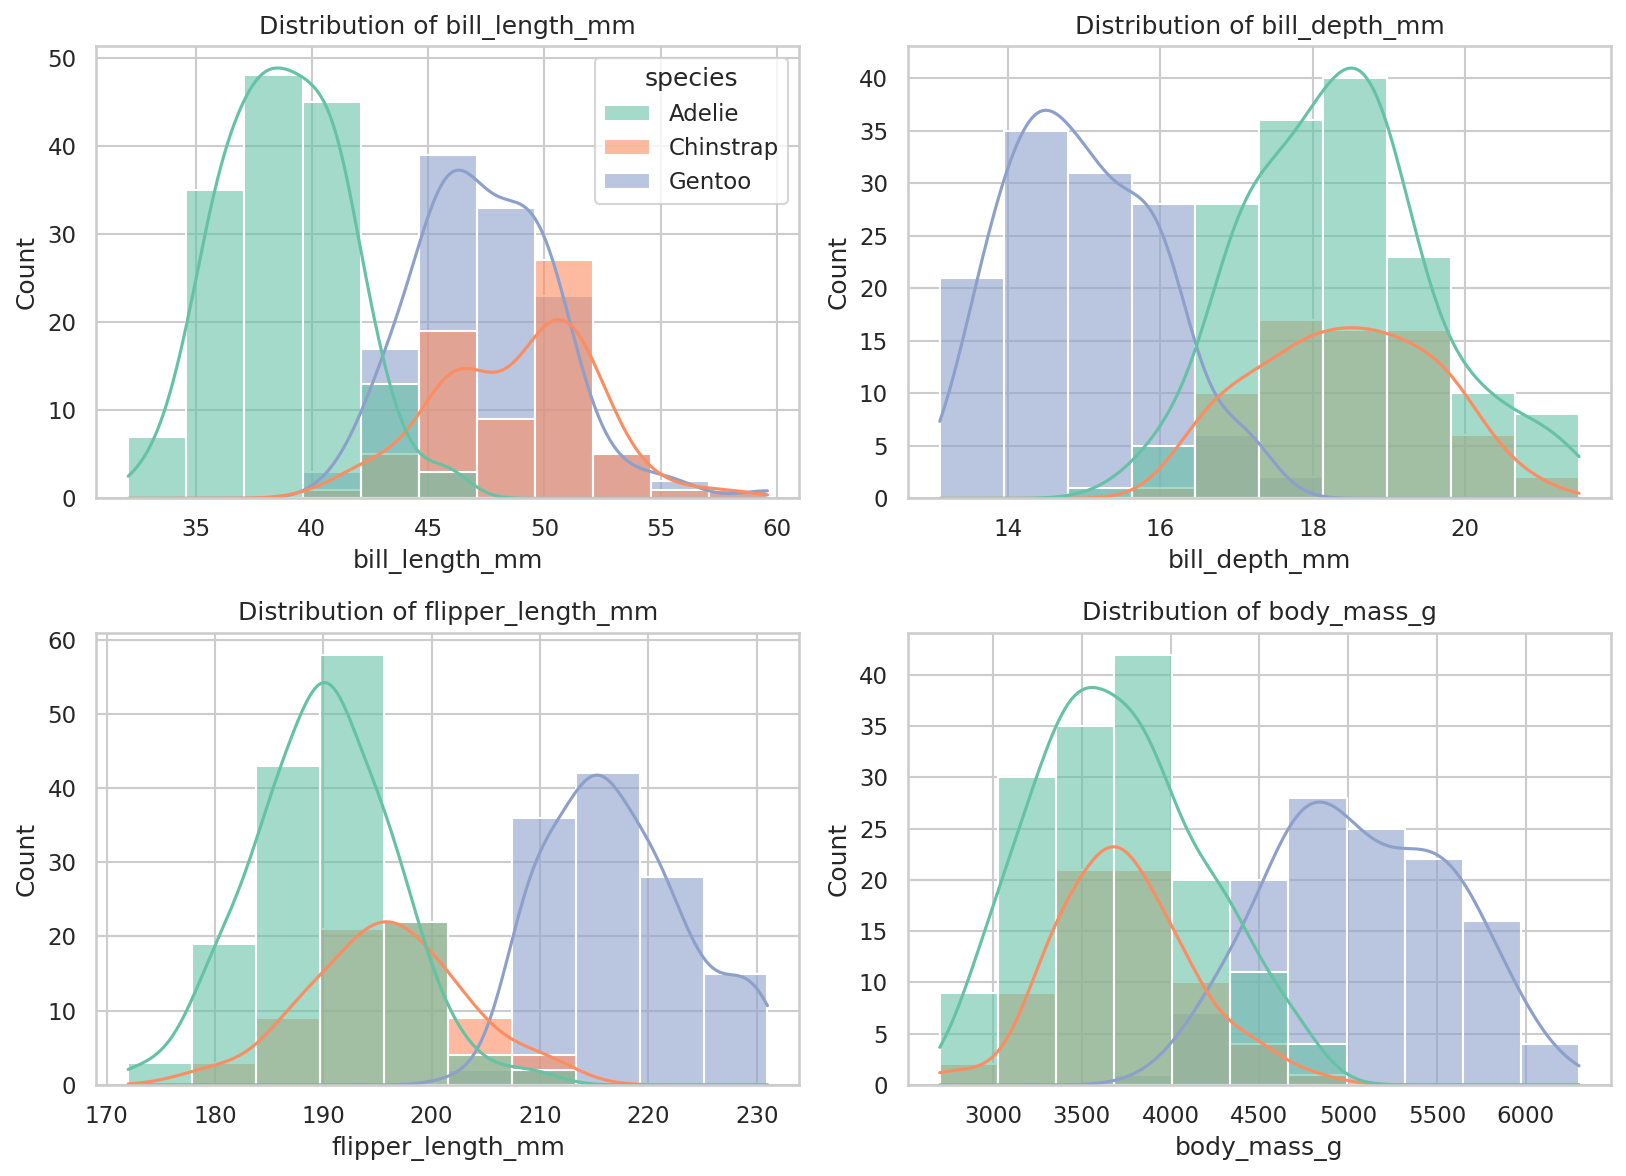 Distribution of bill_length_mm
50
40
30
20
10
0
Count
35 40 45 50 55 60
bill_length_mm
species
Adelie
Chinstrap
Gentoo
Distribution of bill_depth_mm
40
35
30
25
20
15
10
5
0
Count
14 16 18 20
bill_depth_mm
Distribution of flipper_length_mm
60
50
40
30
20
10
0
Count
170 180 190 200 210 220 230
flipper_length_mm
Distribution of body_mass_g
40
35
30
25
20
15
10
5
0
Count
3000 3500 4000 4500 5000 5500 6000
body_mass_g